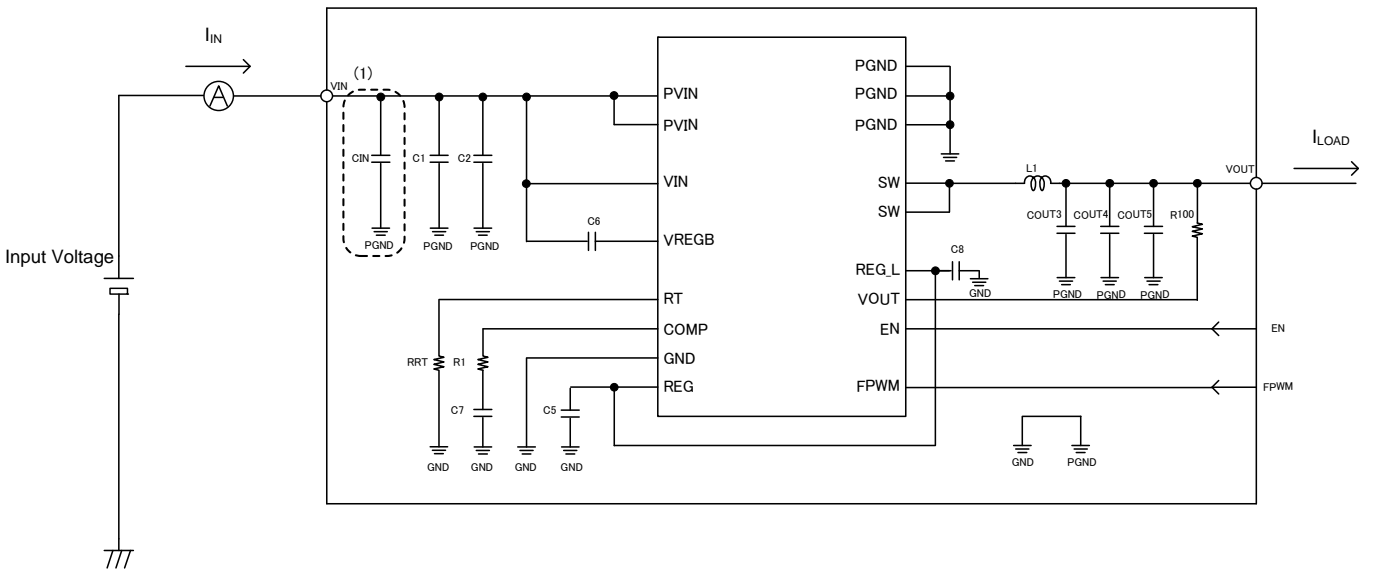 IIN
(1)
VIN
A
PVIN
PVIN
VIN
VREGB
RT
COMP
GND
REG
PGND
PGND
PGND
SW
SW
REG_L
VOUT
EN
FPWM
CIN
C1
C2
PGND
PGND
PGND
C6
RRT
R1
C7
C5
GND
GND
GND
GND
L1
COUT3
COUT4
COUT5
R100
C8
GND
PGND
PGND
PGND
VOUT
ILOAD
EN
FPWM
GND
PGND
Input Voltage